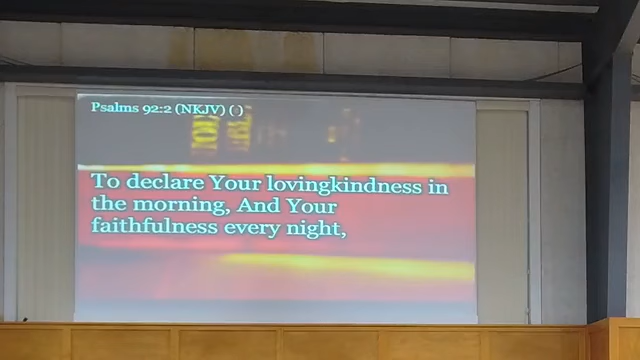 Psalms 92:2 (NKJV) ( )
To declare Your lovingkindness in
the morning, And Your
faithfulness every night,